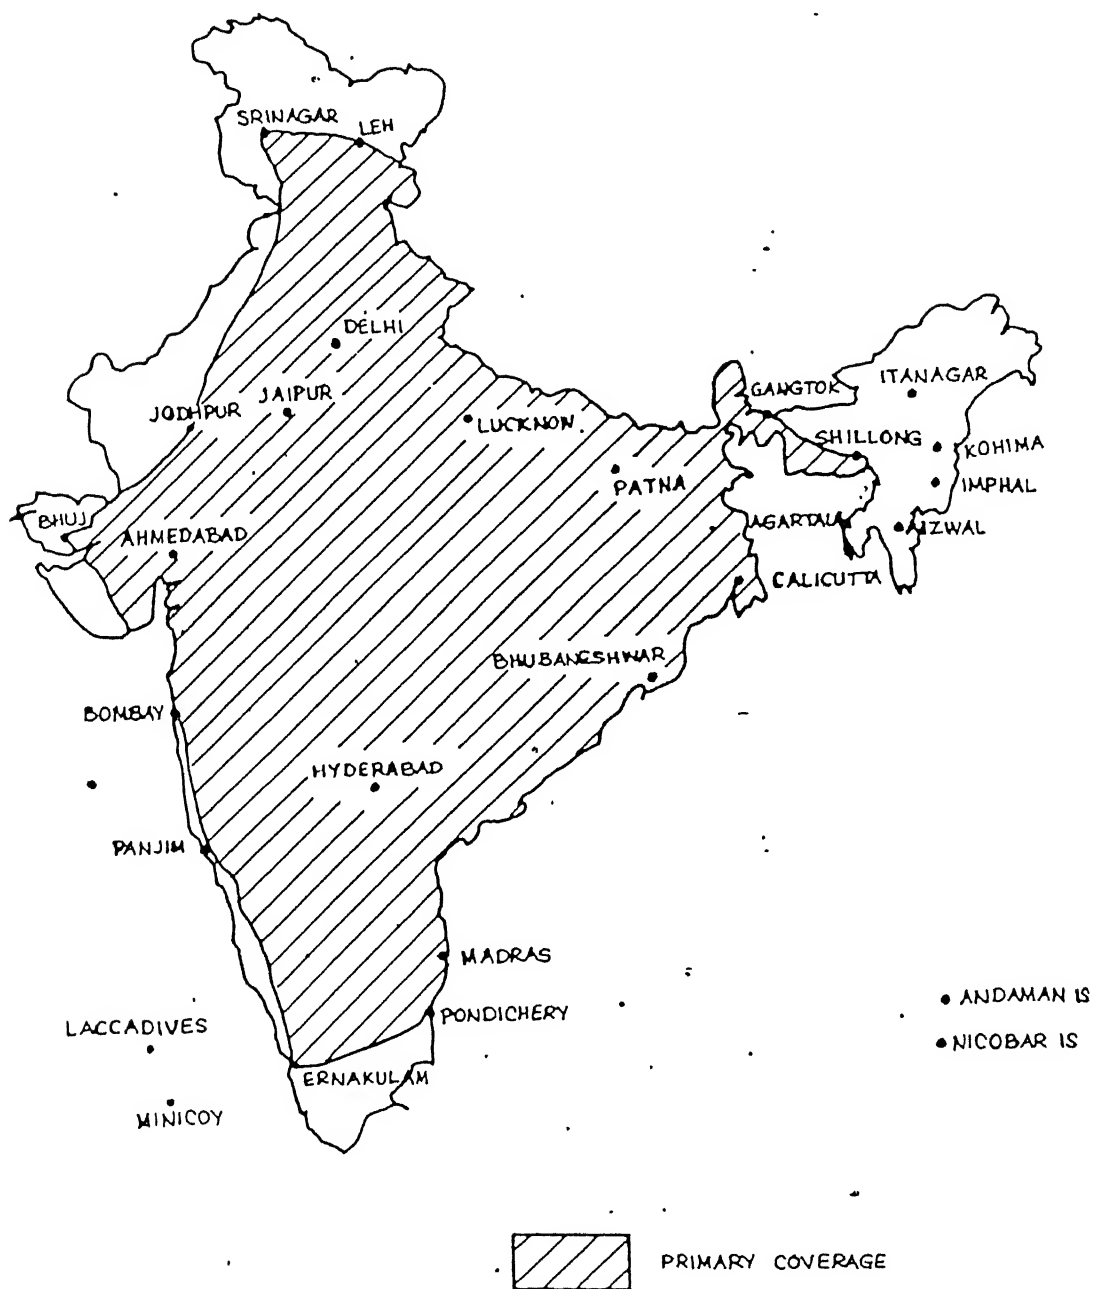 SRINAGAR
LEH
DELHI
JAIPUR
JODHPUR
LUCKNOW
GANGTOK
ITANAGAR
SHILLONG
KOHIMA
PATNA
IMPHAL
BHUJ
AGARTALA
AIZWAL
AHMEDABAD
CALICUTTA
BHUBANESHWAR
BOMBAY
HYDERABAD
PANJIM
MADRAS
ANDAMAN IS
PONDICHERY
LACCADIVES
NICOBAR IS
ERNAKULAM
MINICOY
PRIMARY COVERAGE